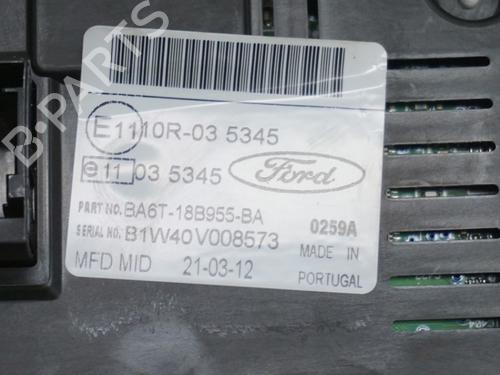 E11 10R-03 5345
e 11 03 5345 Ford
PART NO. BA6T-18B955-BA 0259A
SERIAL NO. B1W40V008573 MADE IN
MFD MID 21-03-12 PORTUGAL
B-PARTS